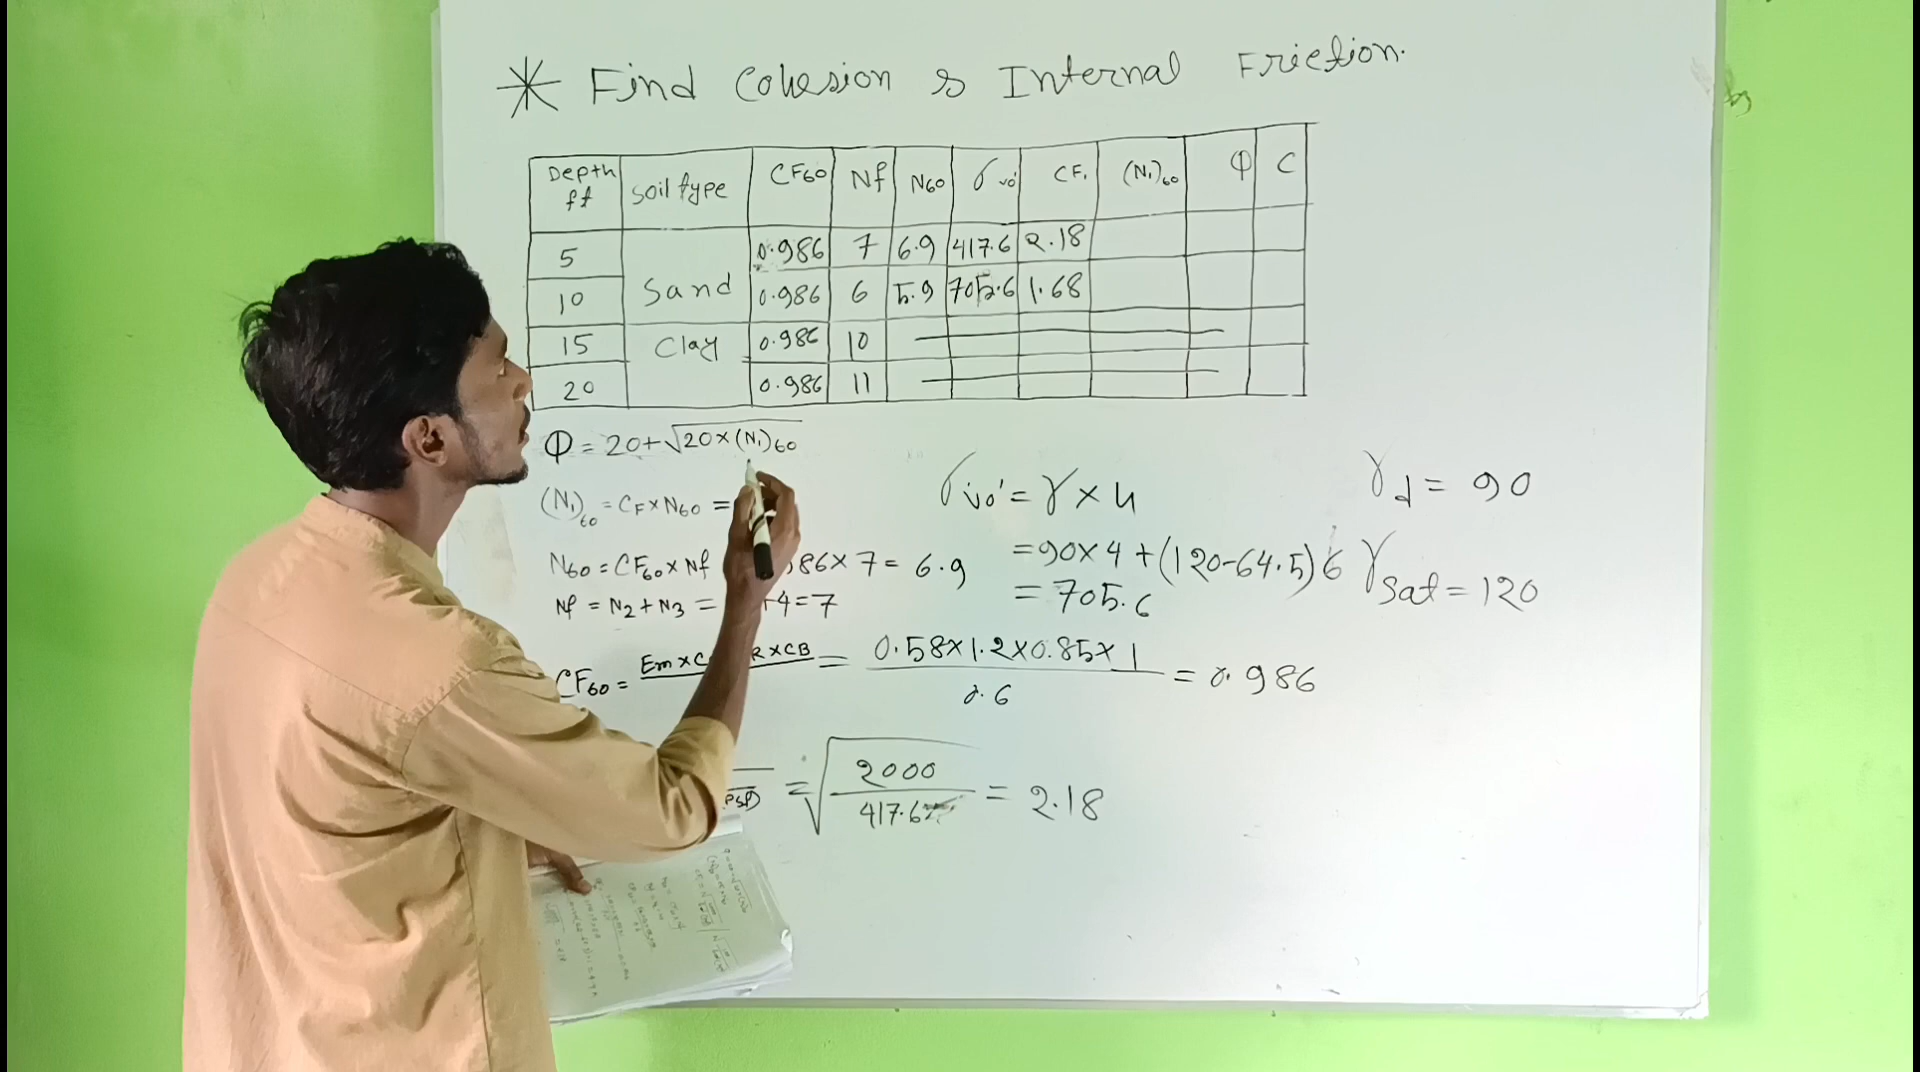 * Find Cohesion & Internal Friction.
Depth ft soil type CF60 Nf N60 σvo' CF₁ (N₁)60 Φ C
5 Sand 0.986 7 6.9 417.6 2.18
10 0.986 6 5.9 705.6 1.68
15 Clay 0.986 10
20 0.986 11
Φ = 20+√20×(N₁)60
(N₁)60 = CF×N60 =
N60 = CF60×Nf 86×7= 6.9
Nf = N2+N3 = +4=7
CF60 = Em×C R×CB = 0.58×1.2×0.85×1 / 0.6 = 0.986
PSf) = √2000/417.6 = 2.18
σvo' = γ×h
=90×4+(120-64.5)6
= 705.6
γd = 90
γsat = 120